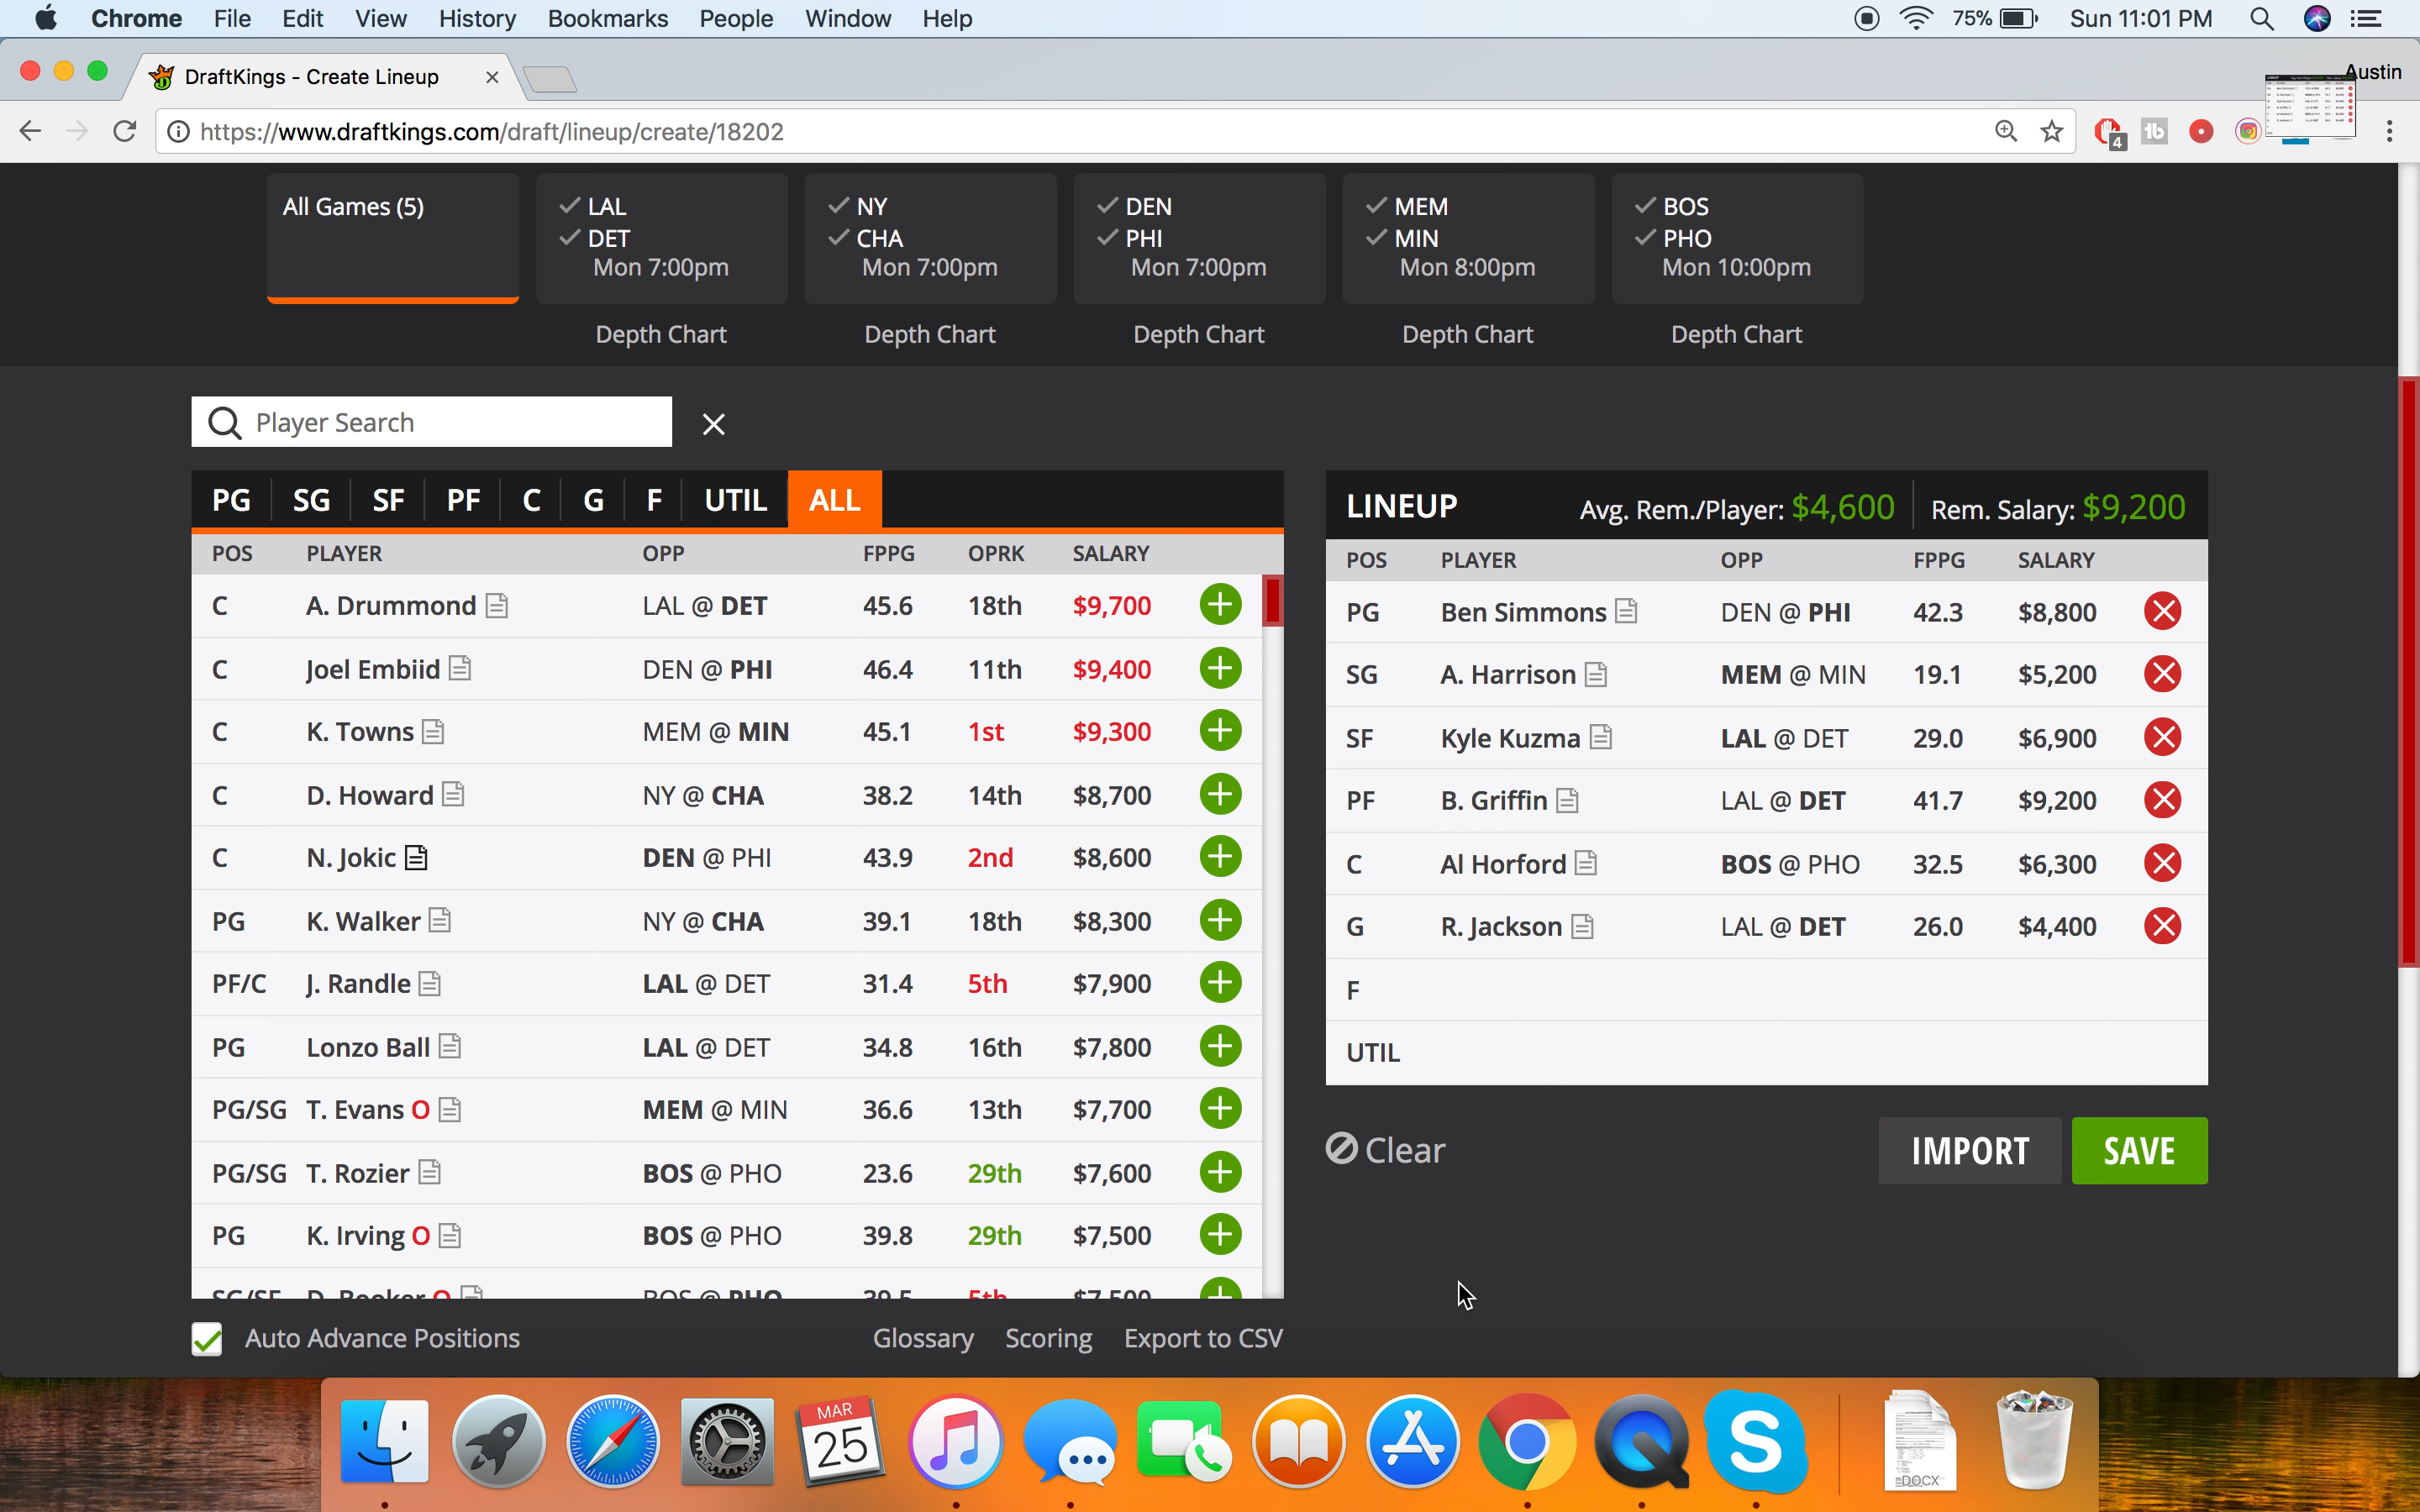 Chrome File Edit View History Bookmarks People Window Help 75% Sun 11:01 PM
DraftKings - Create Lineup
Austin
https://www.draftkings.com/draft/lineup/create/18202
4
All Games (5)
LAL
DET
Mon 7:00pm
NY
CHA
Mon 7:00pm
DEN
PHI
Mon 7:00pm
MEM
MIN
Mon 8:00pm
BOS
PHO
Mon 10:00pm
Depth Chart Depth Chart Depth Chart Depth Chart Depth Chart
Player Search
PG SG SF PF C G F UTIL ALL
POS PLAYER OPP FPPG OPRK SALARY
C A. Drummond LAL @ DET 45.6 18th $9,700
C Joel Embiid DEN @ PHI 46.4 11th $9,400
C K. Towns MEM @ MIN 45.1 1st $9,300
C D. Howard NY @ CHA 38.2 14th $8,700
C N. Jokic DEN @ PHI 43.9 2nd $8,600
PG K. Walker NY @ CHA 39.1 18th $8,300
PF/C J. Randle LAL @ DET 31.4 5th $7,900
PG Lonzo Ball LAL @ DET 34.8 16th $7,800
PG/SG T. Evans O MEM @ MIN 36.6 13th $7,700
PG/SG T. Rozier BOS @ PHO 23.6 29th $7,600
PG K. Irving O BOS @ PHO 39.8 29th $7,500
SG/SF D. Booker O BOS @ PHO 39.5 5th $7,500
Auto Advance Positions Glossary Scoring Export to CSV
LINEUP Avg. Rem./Player: $4,600 Rem. Salary: $9,200
POS PLAYER OPP FPPG SALARY
PG Ben Simmons DEN @ PHI 42.3 $8,800
SG A. Harrison MEM @ MIN 19.1 $5,200
SF Kyle Kuzma LAL @ DET 29.0 $6,900
PF B. Griffin LAL @ DET 41.7 $9,200
C Al Horford BOS @ PHO 32.5 $6,300
G R. Jackson LAL @ DET 26.0 $4,400
F
UTIL
Clear IMPORT SAVE
MAR
25
DOCX